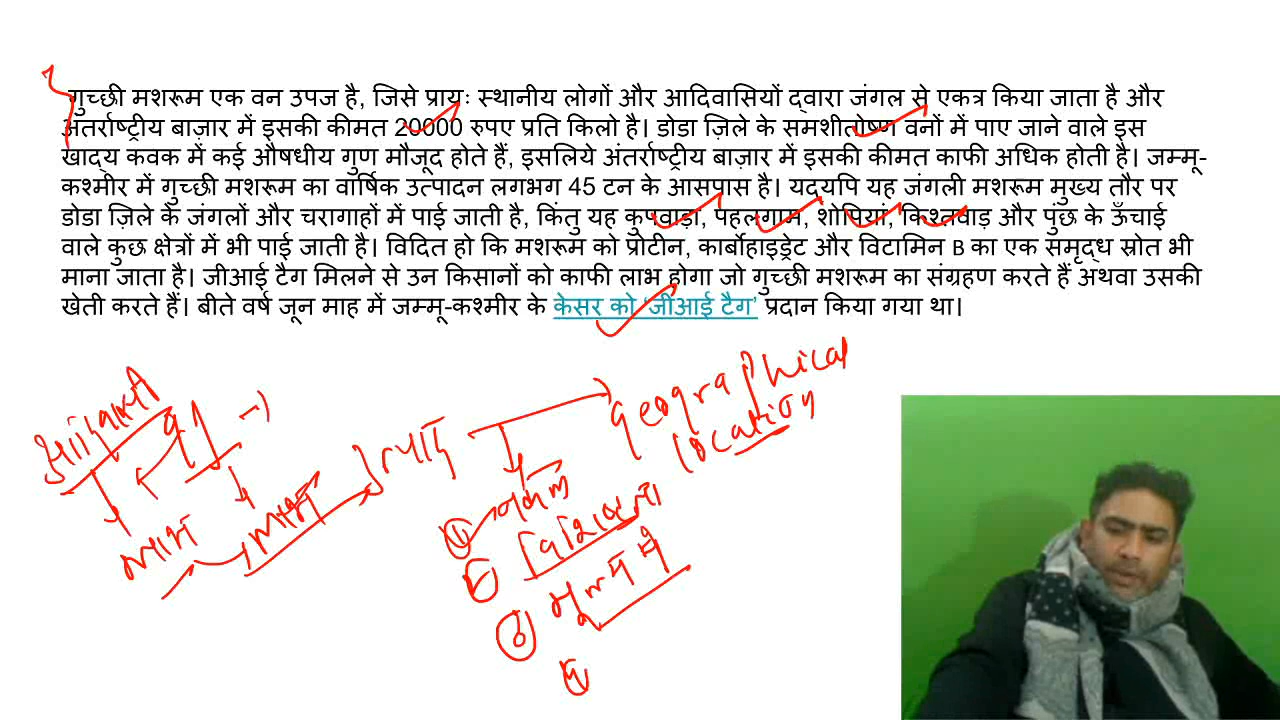 गुच्छी मशरूम एक वन उपज है, जिसे प्रायः स्थानीय लोगों और आदिवासियों द्वारा जंगल से एकत्र किया जाता है और
अंतर्राष्ट्रीय बाज़ार में इसकी कीमत 20000 रुपए प्रति किलो है। डोडा ज़िले के समशीतोष्ण वनों में पाए जाने वाले इस
खाद्य कवक में कई औषधीय गुण मौजूद होते हैं, इसलिये अंतर्राष्ट्रीय बाज़ार में इसकी कीमत काफी अधिक होती है। जम्मू-
कश्मीर में गुच्छी मशरूम का वार्षिक उत्पादन लगभग 45 टन के आसपास है। यद्यपि यह जंगली मशरूम मुख्य तौर पर
डोडा ज़िले के जंगलों और चरागाहों में पाई जाती है, किंतु यह कुपवाड़ा, पहलगाम, शोपियां, किश्तवाड़ और पुंछ के ऊँचाई
वाले कुछ क्षेत्रों में भी पाई जाती है। विदित हो कि मशरूम को प्रोटीन, कार्बोहाइड्रेट और विटामिन B का एक समृद्ध स्रोत भी
माना जाता है। जीआई टैग मिलने से उन किसानों को काफी लाभ होगा जो गुच्छी मशरूम का संग्रहण करते हैं अथवा उसकी
खेती करते हैं। बीते वर्ष जून माह में जम्मू-कश्मीर के केसर को ‘जीआई टैग’ प्रदान किया गया था।
Geographical
location